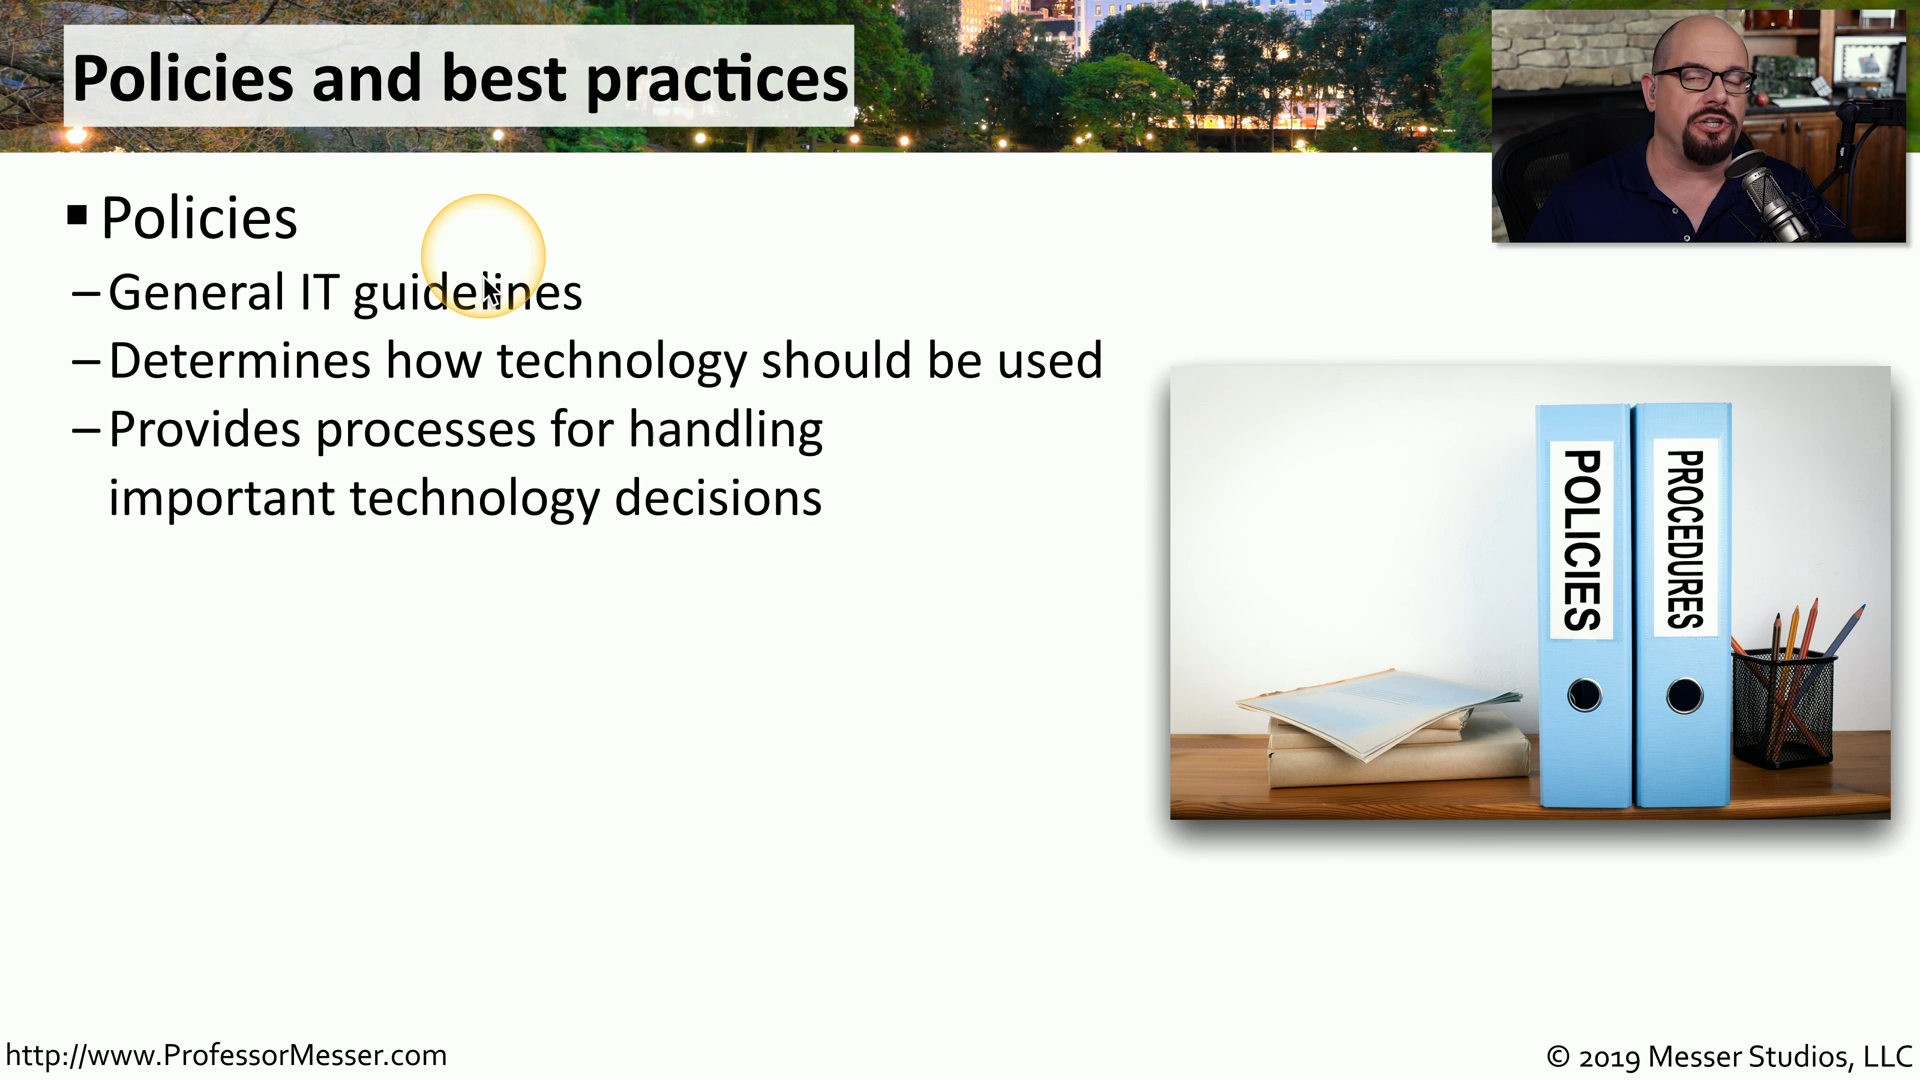 Policies and best practices
▪ Policies
– General IT guidelines
– Determines how technology should be used
– Provides processes for handling
important technology decisions
POLICIES
PROCEDURES
http://www.ProfessorMesser.com
© 2019 Messer Studios, LLC